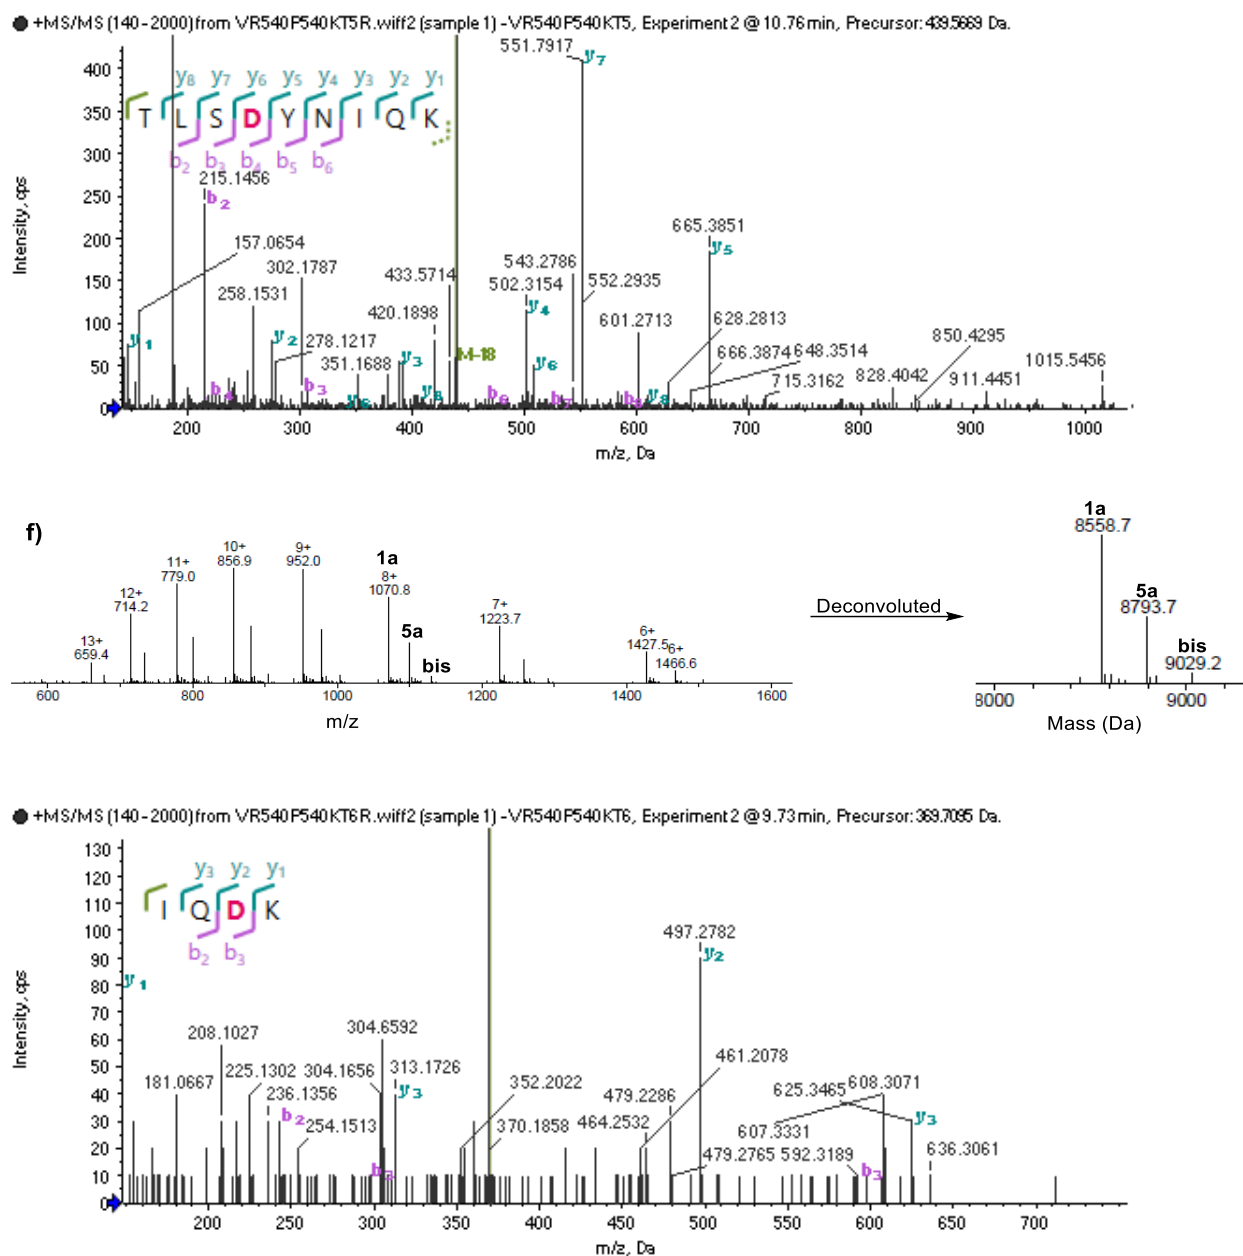 +MS/MS (140-2000) from VR540P540KT5R.wiff2 (sample 1) - VR540P540KT5, Experiment 2 @ 10.76 min, Precursor: 439.5669 Da.
Intensity, cps
400
350
300
250
200
150
100
50
0
y8 y7 y6 y5 y4 y3 y2 y1
T L S D Y N I Q K
b2 b3 b4 b5 b6
551.7917
y7
215.1456
b2
157.0654
302.1787
258.1531
433.5714
420.1898
543.2786
502.3154
y4
552.2935
665.3851
y5
601.2713
628.2813
y1
y2
278.1217
351.1688
y3
M-18
y6
666.3874
648.3514
715.3162
828.4042
850.4295
911.4451
1015.5456
b4
b3
y6
y8
b6
b7
y8
200 300 400 500 600 700 800 900 1000
m/z, Da
f)
13+
659.4
12+
714.2
11+
779.0
10+
856.9
9+
952.0
1a
8+
1070.8
5a
bis
7+
1223.7
6+
1427.5
6+
1466.6
600 800 1000 1200 1400 1600
m/z
Deconvoluted
1a
8558.7
5a
8793.7
bis
9029.2
8000 9000
Mass (Da)
+MS/MS (140-2000) from VR540P540KT6R.wiff2 (sample 1) - VR540P540KT6, Experiment 2 @ 9.73 min, Precursor: 369.7095 Da.
Intensity, cps
130
120
110
100
90
80
70
60
50
40
30
20
10
0
y3 y2 y1
I Q D K
b2 b3
y1
497.2782
y2
208.1027
304.6592
181.0667
225.1302
304.1656
313.1726
y3
236.1356
b2
254.1513
352.2022
370.1858
479.2286
464.2532
461.2078
625.3465
608.3071
607.3331
y3
479.2765
592.3189
b3
636.3061
200 250 300 350 400 450 500 550 600 650 700
m/z, Da